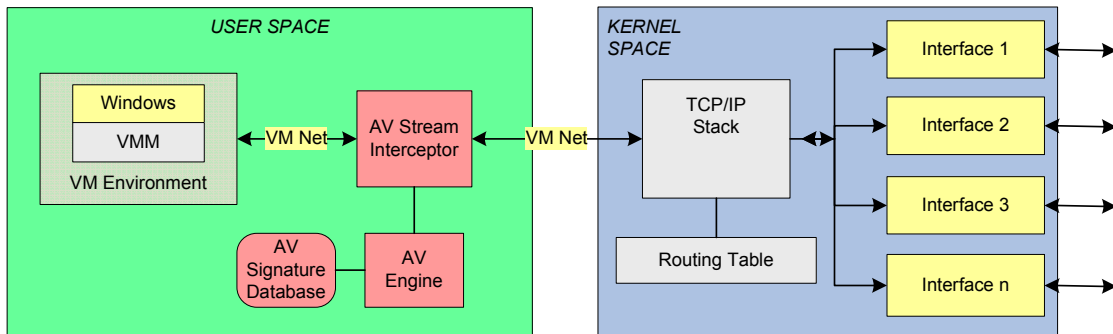 USER SPACE
Windows
VMM
VM Environment
VM Net
AV Stream
Interceptor
AV
Signature
Database
AV
Engine
VM Net
KERNEL
SPACE
TCP/IP
Stack
Routing Table
Interface 1
Interface 2
Interface 3
Interface n